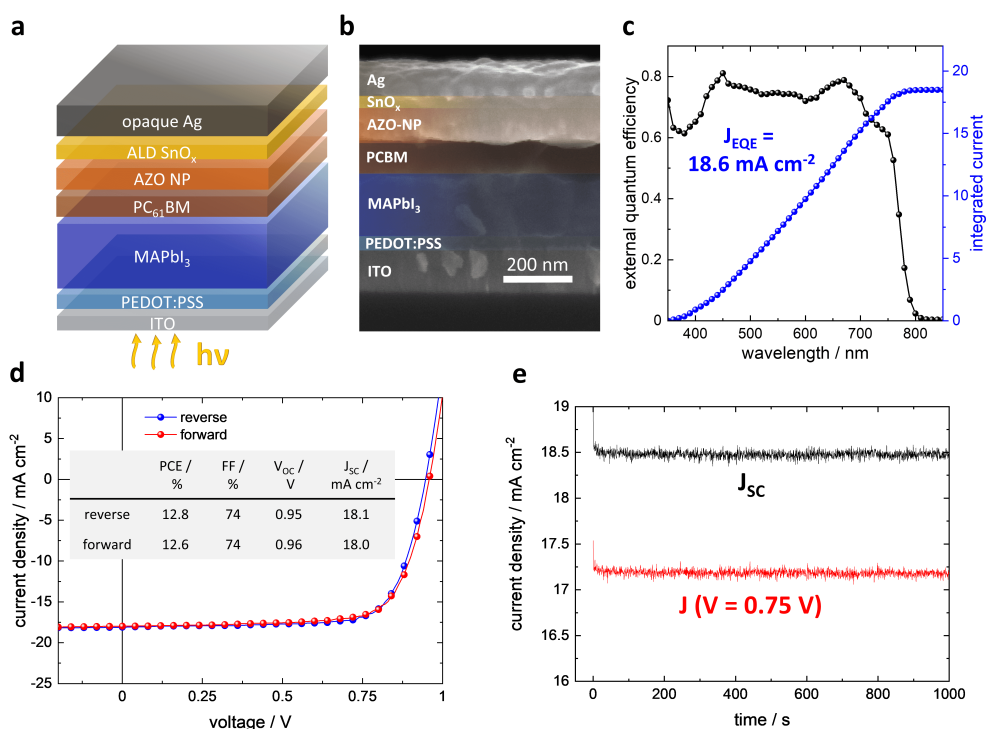 a
opaque Ag
ALD SnOx
AZO NP
PC61BM
MAPbI3
PEDOT:PSS
ITO
hν
b
Ag
SnOx
AZO-NP
PCBM
MAPbI3
PEDOT:PSS
ITO
200 nm
c
external quantum efficiency
0.8
0.6
0.4
0.2
0
400 500 600 700 800
wavelength / nm
20
15
10
5
0
integrated current
JEQE =
18.6 mA cm-2
d
current density / mA cm-2
10
5
0
-5
-10
-15
-20
-25
reverse
forward
PCE / FF / VOC / JSC /
% % V mA cm-2
reverse 12.8 74 0.95 18.1
forward 12.6 74 0.96 18.0
0 0.25 0.5 0.75 1
voltage / V
e
current density / mA cm-2
19
18.5
18
17.5
17
16.5
16
JSC
J (V = 0.75 V)
0 200 400 600 800 1000
time / s